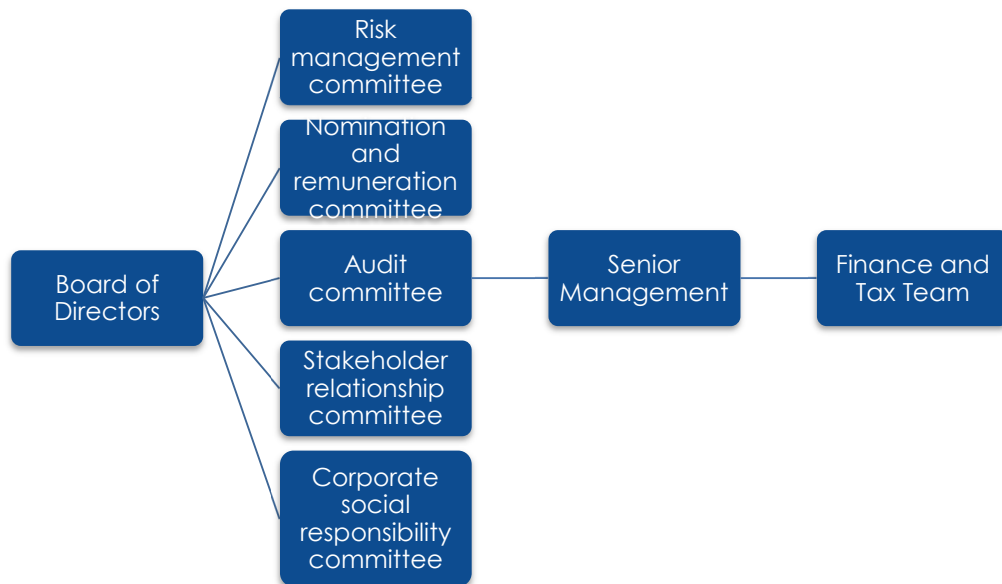 Risk
management
committee
Nomination
and
remuneration
committee
Board of
Directors
Audit
committee
Senior
Management
Finance and
Tax Team
Stakeholder
relationship
committee
Corporate
social
responsibility
committee